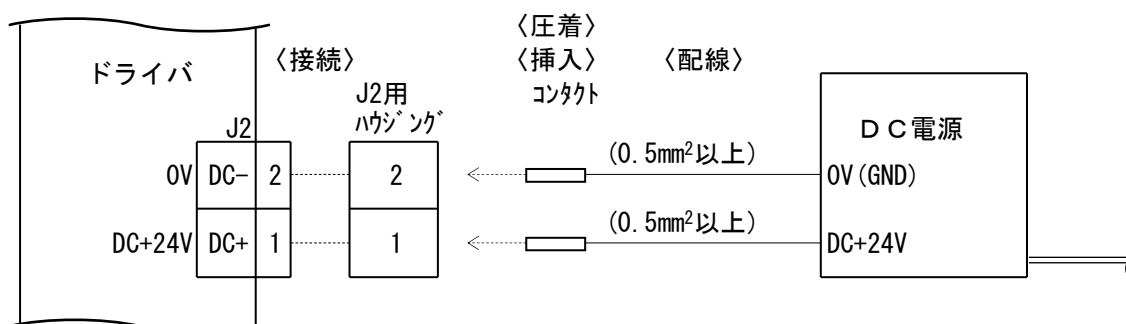 〈圧着〉
ドライバ 〈接続〉 〈挿入〉 〈配線〉
J2用 コンタクト
J2 ハウジング DC電源
(0.5mm²以上)
0V DC- 2 2 0V(GND)
(0.5mm²以上)
DC+24V DC+ 1 1 DC+24V